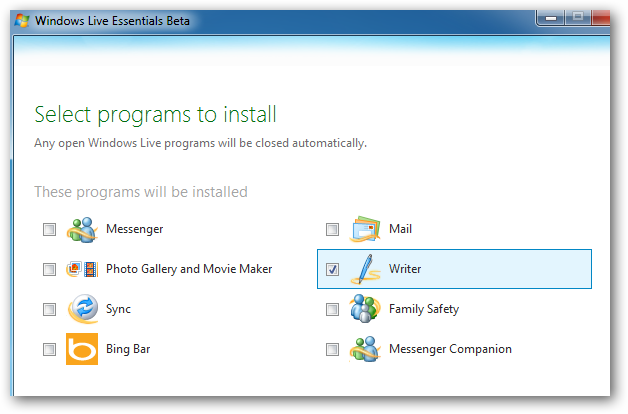 Windows Live Essentials Beta
Select programs to install
Any open Windows Live programs will be closed automatically.
These programs will be installed
Messenger
Mail
Photo Gallery and Movie Maker
Writer
Sync
Family Safety
Bing Bar
Messenger Companion